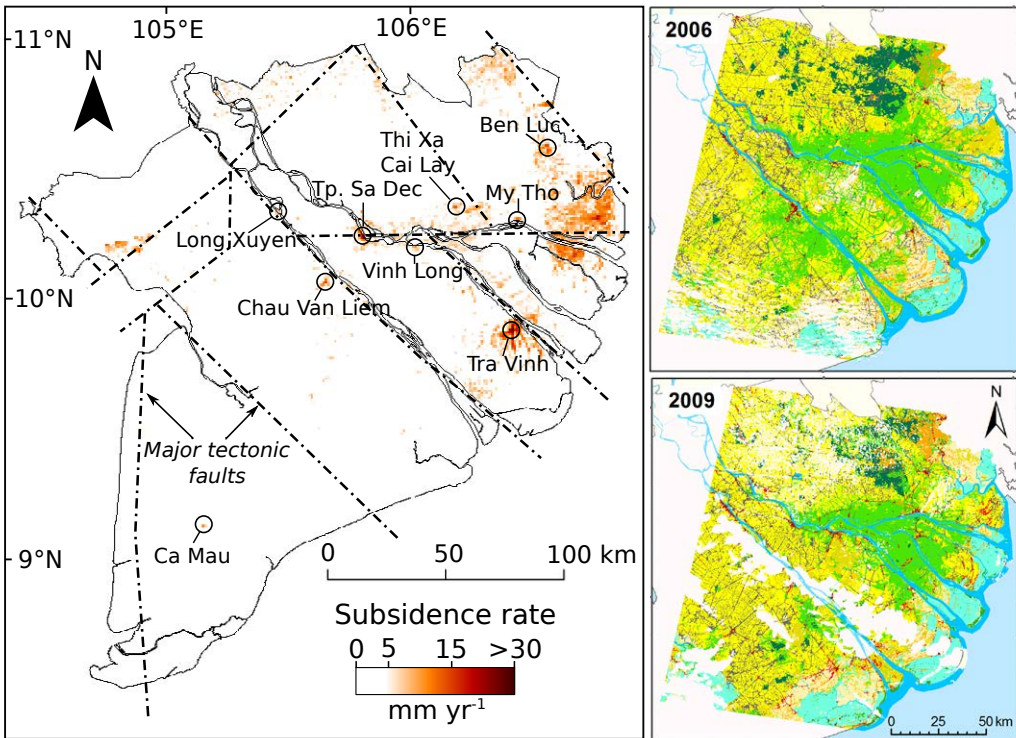 11°N
105°E
106°E
N
Ben Luc
Thi Xa
Cai Lay
Tp. Sa Dec
My Tho
Long Xuyen
Vinh Long
10°N
Chau Van Liem
Tra Vinh
Major tectonic
faults
Ca Mau
9°N
0 50 100 km
Subsidence rate
0 5 15 >30
mm yr-1
2006
2009
N
0 25 50 km